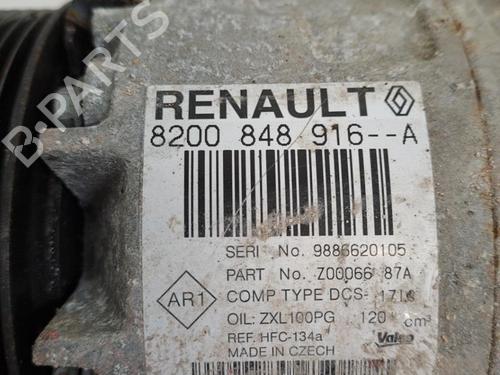 B-PARTS
RENAULT
8200 848 916--A
SERI No. 9886620105
PART No. Z00066 87A
AR1
COMP TYPE DCS-
OIL: ZXL100PG 120 cm³
REF. HFC-134a
Valeo
MADE IN CZECH